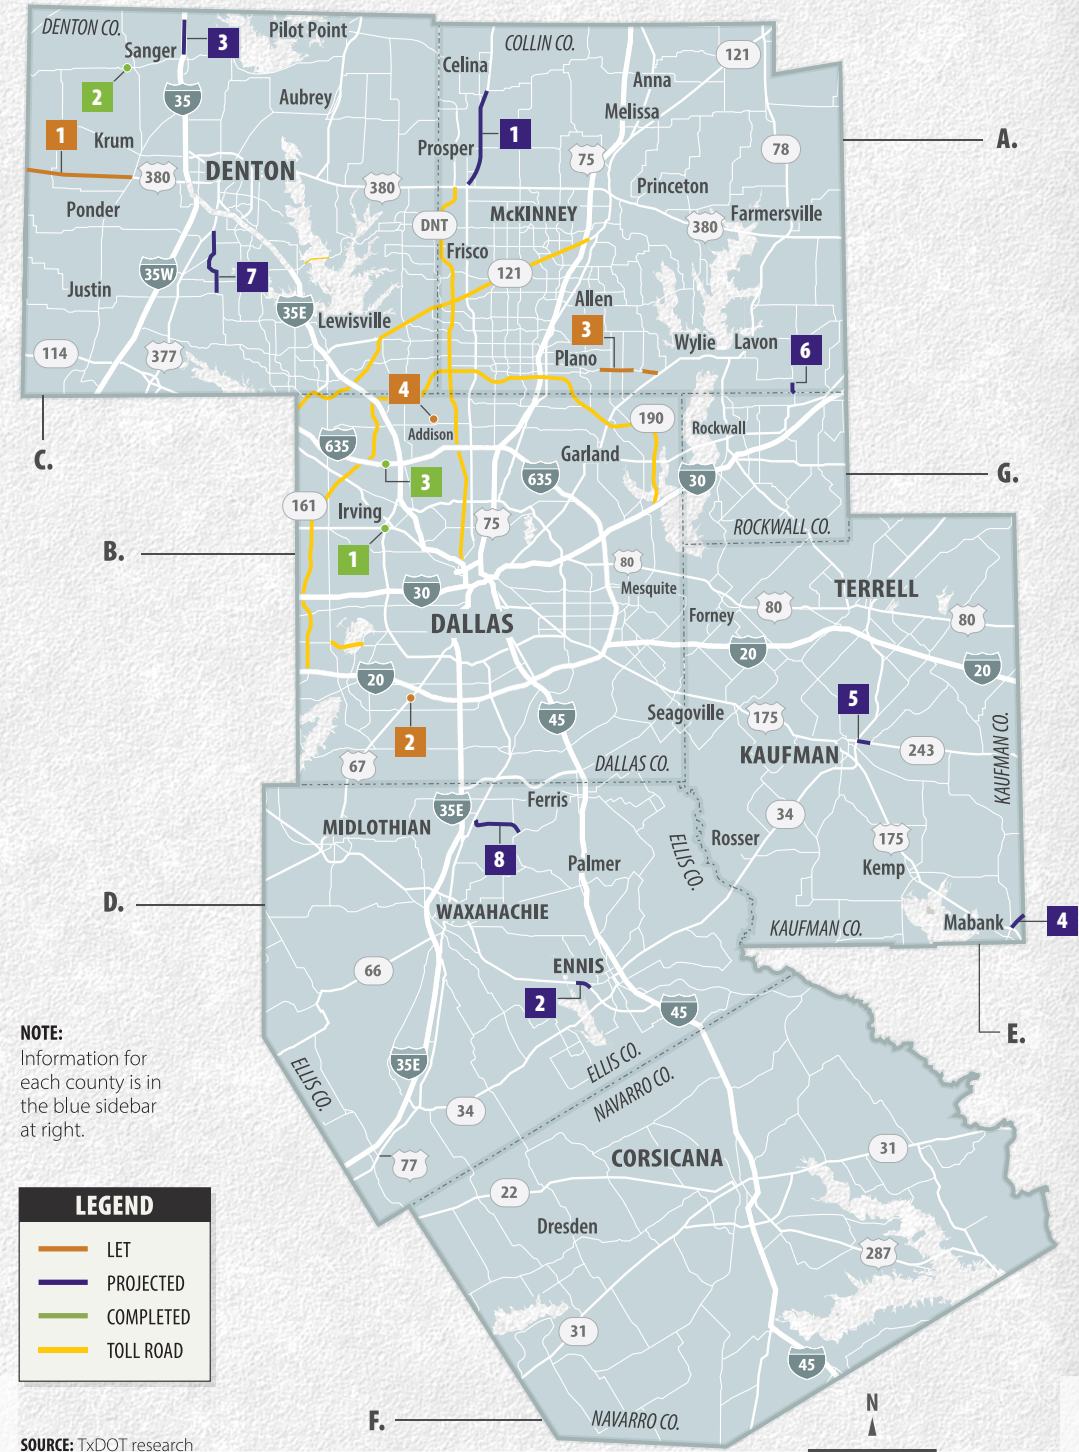 DENTON CO.
Pilot Point
Sanger
3
COLLIN CO.
121
Celina
Anna
2
35
Aubrey
Melissa
1
Krum
Prosper
1
75
78
A.
DENTON
380
380
Princeton
Ponder
McKINNEY
Farmersville
DNT
380
Frisco
35W
7
121
Justin
35E
Allen
Lewisville
3
Wylie
Lavon
6
114
377
Plano
4
190
C.
Addison
Rockwall
635
Garland
G.
3
635
30
161
Irving
75
ROCKWALL CO.
B.
1
80
30
Mesquite
TERRELL
DALLAS
Forney
80
80
20
20
20
5
2
45
Seagoville
175
KAUFMAN
243
67
DALLAS CO.
KAUFMAN CO.
35E
Ferris
MIDLOTHIAN
34
8
Palmer
ELLIS CO.
Rosser
175
Kemp
D.
WAXAHACHIE
KAUFMAN CO.
Mabank
4
66
ENNIS
2
45
E.
NOTE:
Information for
each county is in
the blue sidebar
at right.
ELLIS CO.
35E
ELLIS CO.
NAVARRO CO.
34
77
CORSICANA
31
22
LEGEND
LET
PROJECTED
COMPLETED
TOLL ROAD
Dresden
287
31
45
F.
NAVARRO CO.
N
SOURCE: TxDOT research